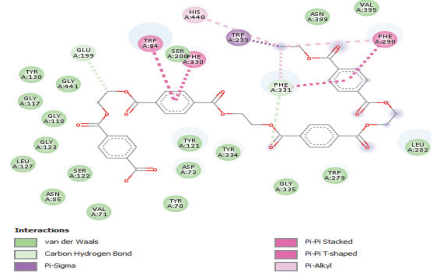 HIS
A:440
ASN
A:399
VAL
A:395
TRP
A:84
SER
A:200
PHE
A:330
TRP
A:239
PHE
A:290
GLU
A:199
TYR
A:130
GLY
A:441
GLY
A:117
GLY
A:118
GLY
A:123
LEU
A:127
SER
A:122
ASN
A:85
VAL
A:71
TYR
A:121
ASP
A:72
TYR
A:70
TYR
A:334
PHE
A:331
GLY
A:335
TRP
A:279
LEU
A:282
Interactions
van der Waals
Carbon Hydrogen Bond
Pi-Sigma
Pi-Pi Stacked
Pi-Pi T-shaped
Pi-Alkyl